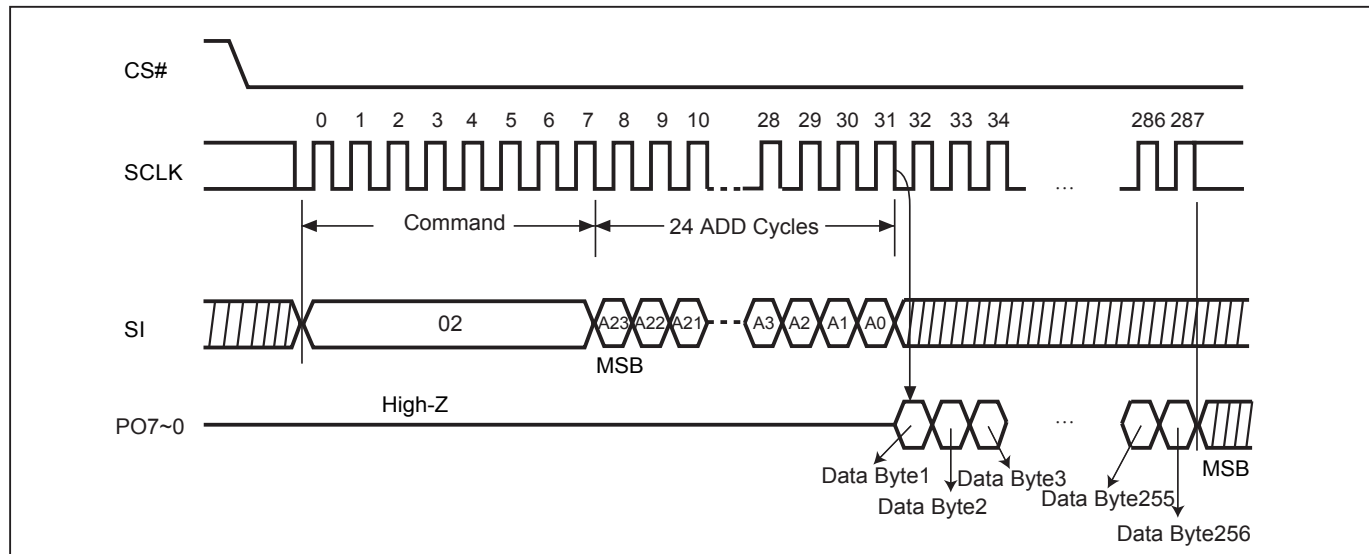 CS#
0 1 2 3 4 5 6 7 8 9 10 28 29 30 31 32 33 34 286 287
SCLK
...
Command
24 ADD Cycles
SI
02
A23 A22 A21 A3 A2 A1 A0
MSB
High-Z
PO7~0
...
MSB
Data Byte1
Data Byte2
Data Byte3
Data Byte255
Data Byte256